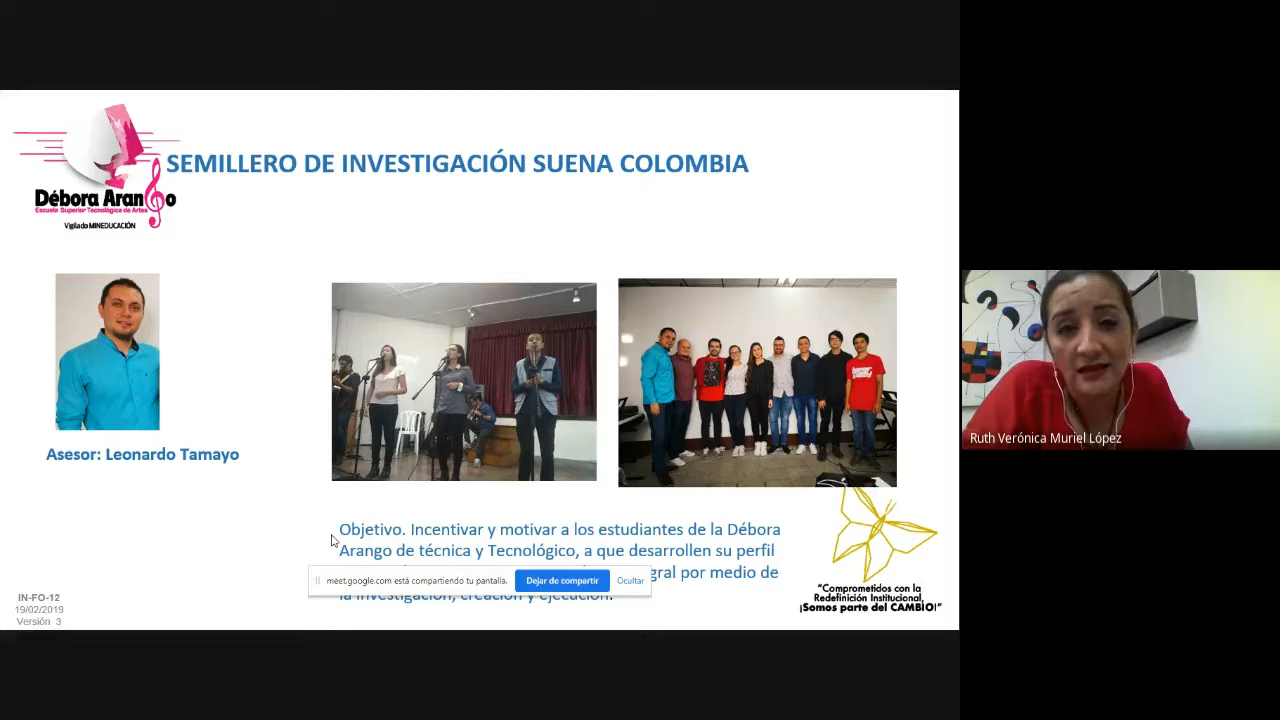 SEMILLERO DE INVESTIGACIÓN SUENA COLOMBIA
Débora Arango
Escuela Superior Tecnológica de Artes
Vigilado MINEDUCACIÓN
Asesor: Leonardo Tamayo
Objetivo. Incentivar y motivar a los estudiantes de la Débora
Arango de técnica y Tecnológico, a que desarrollen su perfil
gral por medio de
la investigación, creación y ejecución.
meet.google.com está compartiendo tu pantalla.
Dejar de compartir
Ocultar
"Comprometidos con la
Redefinición Institucional,
¡Somos parte del CAMBIO!"
IN-FO-12
19/02/2019
Versión 3
Ruth Verónica Muriel López